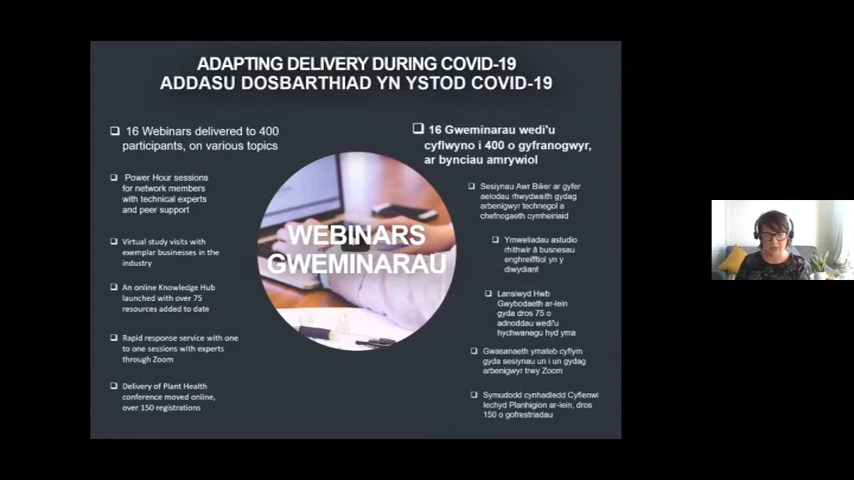 ADAPTING DELIVERY DURING COVID-19
ADDASU DOSBARTHIAD YN YSTOD COVID-19
16 Webinars delivered to 400
participants, on various topics
Power Hour sessions
for network members
with technical experts
and peer support
Virtual study visits with
exemplar businesses in the
industry
An online Knowledge Hub
launched with over 75
resources added to date
Rapid response service with one
to one sessions with experts
through Zoom
Delivery of Plant Health
conference moved online,
over 150 registrations
WEBINARS
GWEMINARAU
16 Gweminarau wedi'u
cyflwyno i 400 o gyfranogwyr,
ar bynciau amrywiol
Sesiynau Awr Bŵer ar gyfer
aelodau rhwydwaith gydag
arbenigwyr technegol a
chefnogaeth cymheiriaid
Ymweliadau astudio
rhithwir â busnesau
enghreifftiol yn y
diwydiant
Lansiwyd Hwb
Gwybodaeth ar-lein
gyda dros 75 o
adnoddau wedi'u
hychwanegu hyd yma
Gwasanaeth ymateb cyflym
gyda sesiynau un i un gydag
arbenigwyr trwy Zoom
Symudodd cynhadledd Cyflenwi
Iechyd Planhigion ar-lein, dros
150 o gofrestriadau